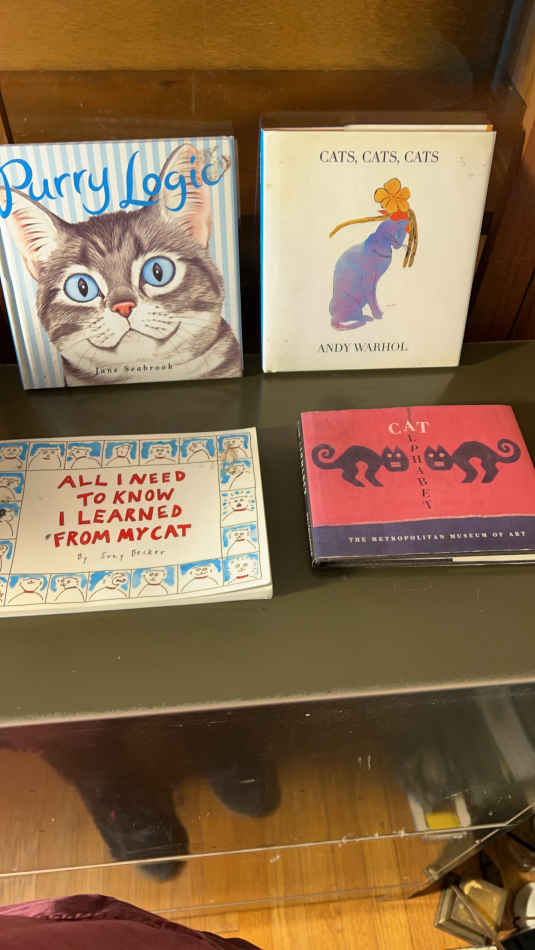 Purry Logic
Jane Seabrook
CATS, CATS, CATS
ANDY WARHOL
ALL I NEED
TO KNOW
I LEARNED
FROM MY CAT
By Suzy Becker
CAT
ALPHABET
THE METROPOLITAN MUSEUM OF ART